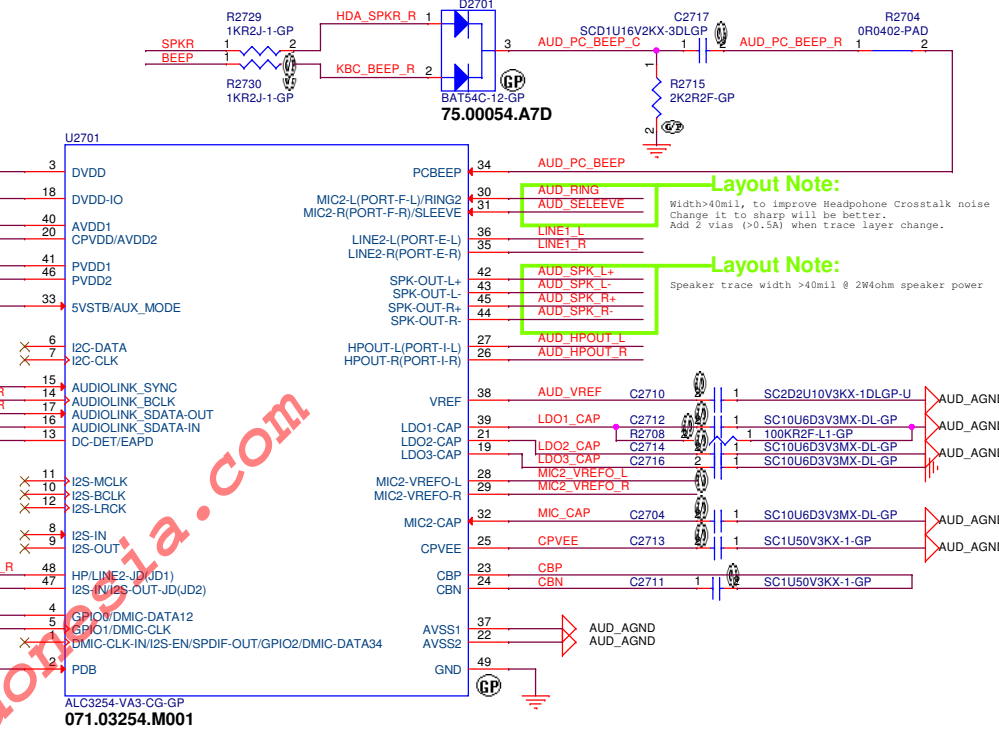 R2729
1KR2J-1-GP
HDA_SPKR_R
1
D2701
3
AUD_PC_BEEP_C
C2717
SCD1U16V2KX-3DLGP
2
1
AUD_PC_BEEP_R
R2704
0R0402-PAD
1
2
SPKR
1
2
BEEP
1
KBC_BEEP_R
2
R2730
1KR2J-1-GP
GP
BAT54C-12-GP
75.00054.A7D
1
R2715
2K2R2F-GP
2
U2701
3
DVDD
18
DVDD-IO
40
AVDD1
20
CPVDD/AVDD2
41
PVDD1
46
PVDD2
33
5VSTB/AUX_MODE
6
I2C-DATA
7
I2C-CLK
15
AUDIOLINK_SYNC
14
AUDIOLINK_BCLK
17
AUDIOLINK_SDATA-OUT
16
AUDIOLINK_SDATA-IN
13
DC-DET/EAPD
11
I2S-MCLK
10
I2S-BCLK
12
I2S-LRCK
8
I2S-IN
9
I2S-OUT
48
HP/LINE2-JD(JD1)
47
I2S-IN/I2S-OUT-JD(JD2)
4
GPIO0/DMIC-DATA12
5
GPIO1/DMIC-CLK
1
DMIC-CLK-IN/I2S-EN/SPDIF-OUT/GPIO2/DMIC-DATA34
2
PDB
PCBEEP
34
AUD_PC_BEEP
MIC2-L(PORT-F-L)/RING2
30
AUD_RING
MIC2-R(PORT-F-R)/SLEEVE
31
AUD_SELEEVE
LINE2-L(PORT-E-L)
36
LINE1_L
LINE2-R(PORT-E-R)
35
LINE1_R
SPK-OUT-L+
42
AUD_SPK_L+
SPK-OUT-L-
43
AUD_SPK_L-
SPK-OUT-R+
45
AUD_SPK_R+
SPK-OUT-R-
44
AUD_SPK_R-
HPOUT-L(PORT-I-L)
27
AUD_HPOUT_L
HPOUT-R(PORT-I-R)
26
AUD_HPOUT_R
Layout Note:
Width>40mil, to improve Headpohone Crosstalk noise
Change it to sharp will be better.
Add 2 vias (>0.5A) when trace layer change.
Layout Note:
Speaker trace width >40mil @ 2W4ohm speaker power
VREF
38
AUD_VREF
C2710
2
1
SC2D2U10V3KX-1DLGP-U
AUD_AGND
LDO1-CAP
39
LDO1_CAP
C2712
2
1
SC10U6D3V3MX-DL-GP
AUD_AGND
R2708
1
100KR2F-L1-GP
LDO2-CAP
21
LDO2_CAP
C2714
2
1
SC10U6D3V3MX-DL-GP
AUD_AGND
LDO3-CAP
19
LDO3_CAP
C2716
2
1
SC10U6D3V3MX-DL-GP
MIC2-VREFO-L
28
MIC2_VREFO_L
MIC2-VREFO-R
29
MIC2_VREFO_R
MIC2-CAP
32
MIC_CAP
C2704
2
1
SC10U6D3V3MX-DL-GP
AUD_AGND
CPVEE
25
CPVEE
C2713
2
1
SC1U50V3KX-1-GP
AUD_AGND
CBP
23
CBP
CBN
24
CBN
C2711
1
2
SC1U50V3KX-1-GP
AVSS1
37
AUD_AGND
AVSS2
22
AUD_AGND
GND
49
GP
ALC3254-VA3-CG-GP
071.03254.M001
onesia.com